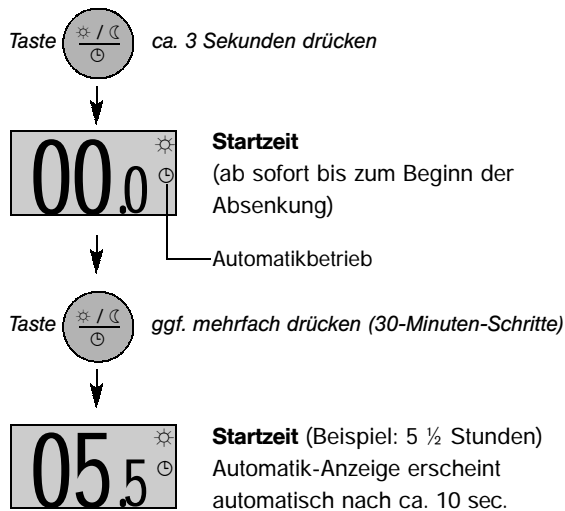 Taste ☼ / ☾ ca. 3 Sekunden drücken
00.0
Startzeit
(ab sofort bis zum Beginn der
Absenkung)
Automatikbetrieb
Taste ☼ / ☾ ggf. mehrfach drücken (30-Minuten-Schritte)
05.5
Startzeit (Beispiel: 5 ½ Stunden)
Automatik-Anzeige erscheint
automatisch nach ca. 10 sec.